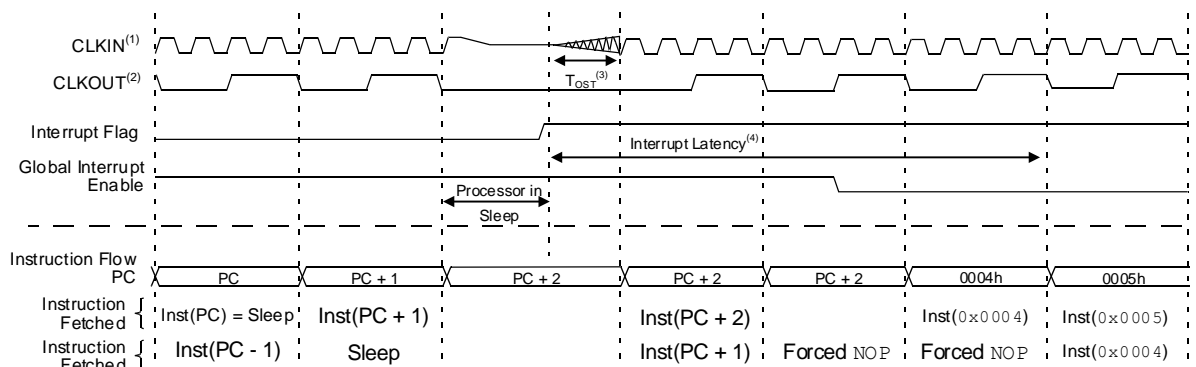 CLKIN(1)
CLKOUT(2)
TOST(3)
Interrupt Flag
Interrupt Latency(4)
Global Interrupt
Enable
Processor in
Sleep
Instruction Flow
PC PC PC + 1 PC + 2 PC + 2 PC + 2 0004h 0005h
Instruction
Fetched { Inst(PC) = Sleep Inst(PC + 1) Inst(PC + 2) Inst(0x0004) Inst(0x0005)
Instruction
Fetched { Inst(PC - 1) Sleep Inst(PC + 1) Forced NOP Forced NOP Inst(0x0004)